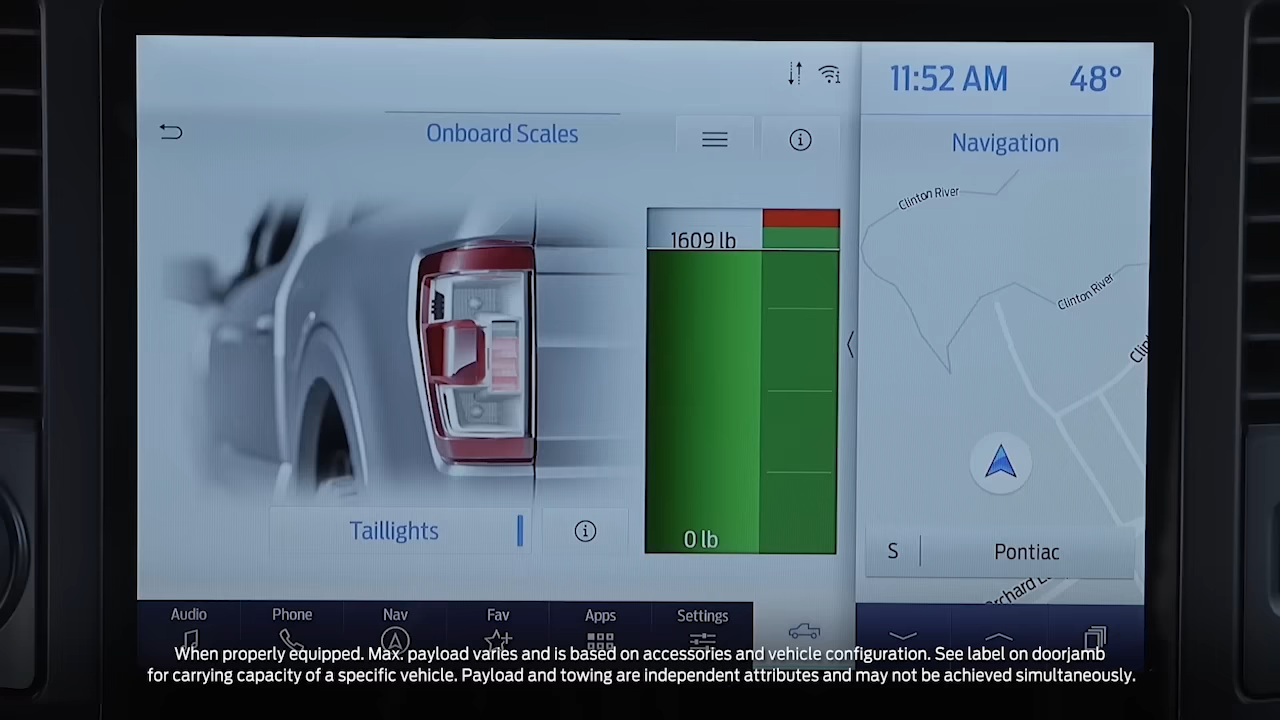 11:52 AM 48°
Onboard Scales
Navigation
Clinton River
Clinton River
1609 lb
0 lb
Taillights
S Pontiac
Audio Phone Nav Fav Apps Settings
When properly equipped. Max. payload varies and is based on accessories and vehicle configuration. See label on doorjamb
for carrying capacity of a specific vehicle. Payload and towing are independent attributes and may not be achieved simultaneously.